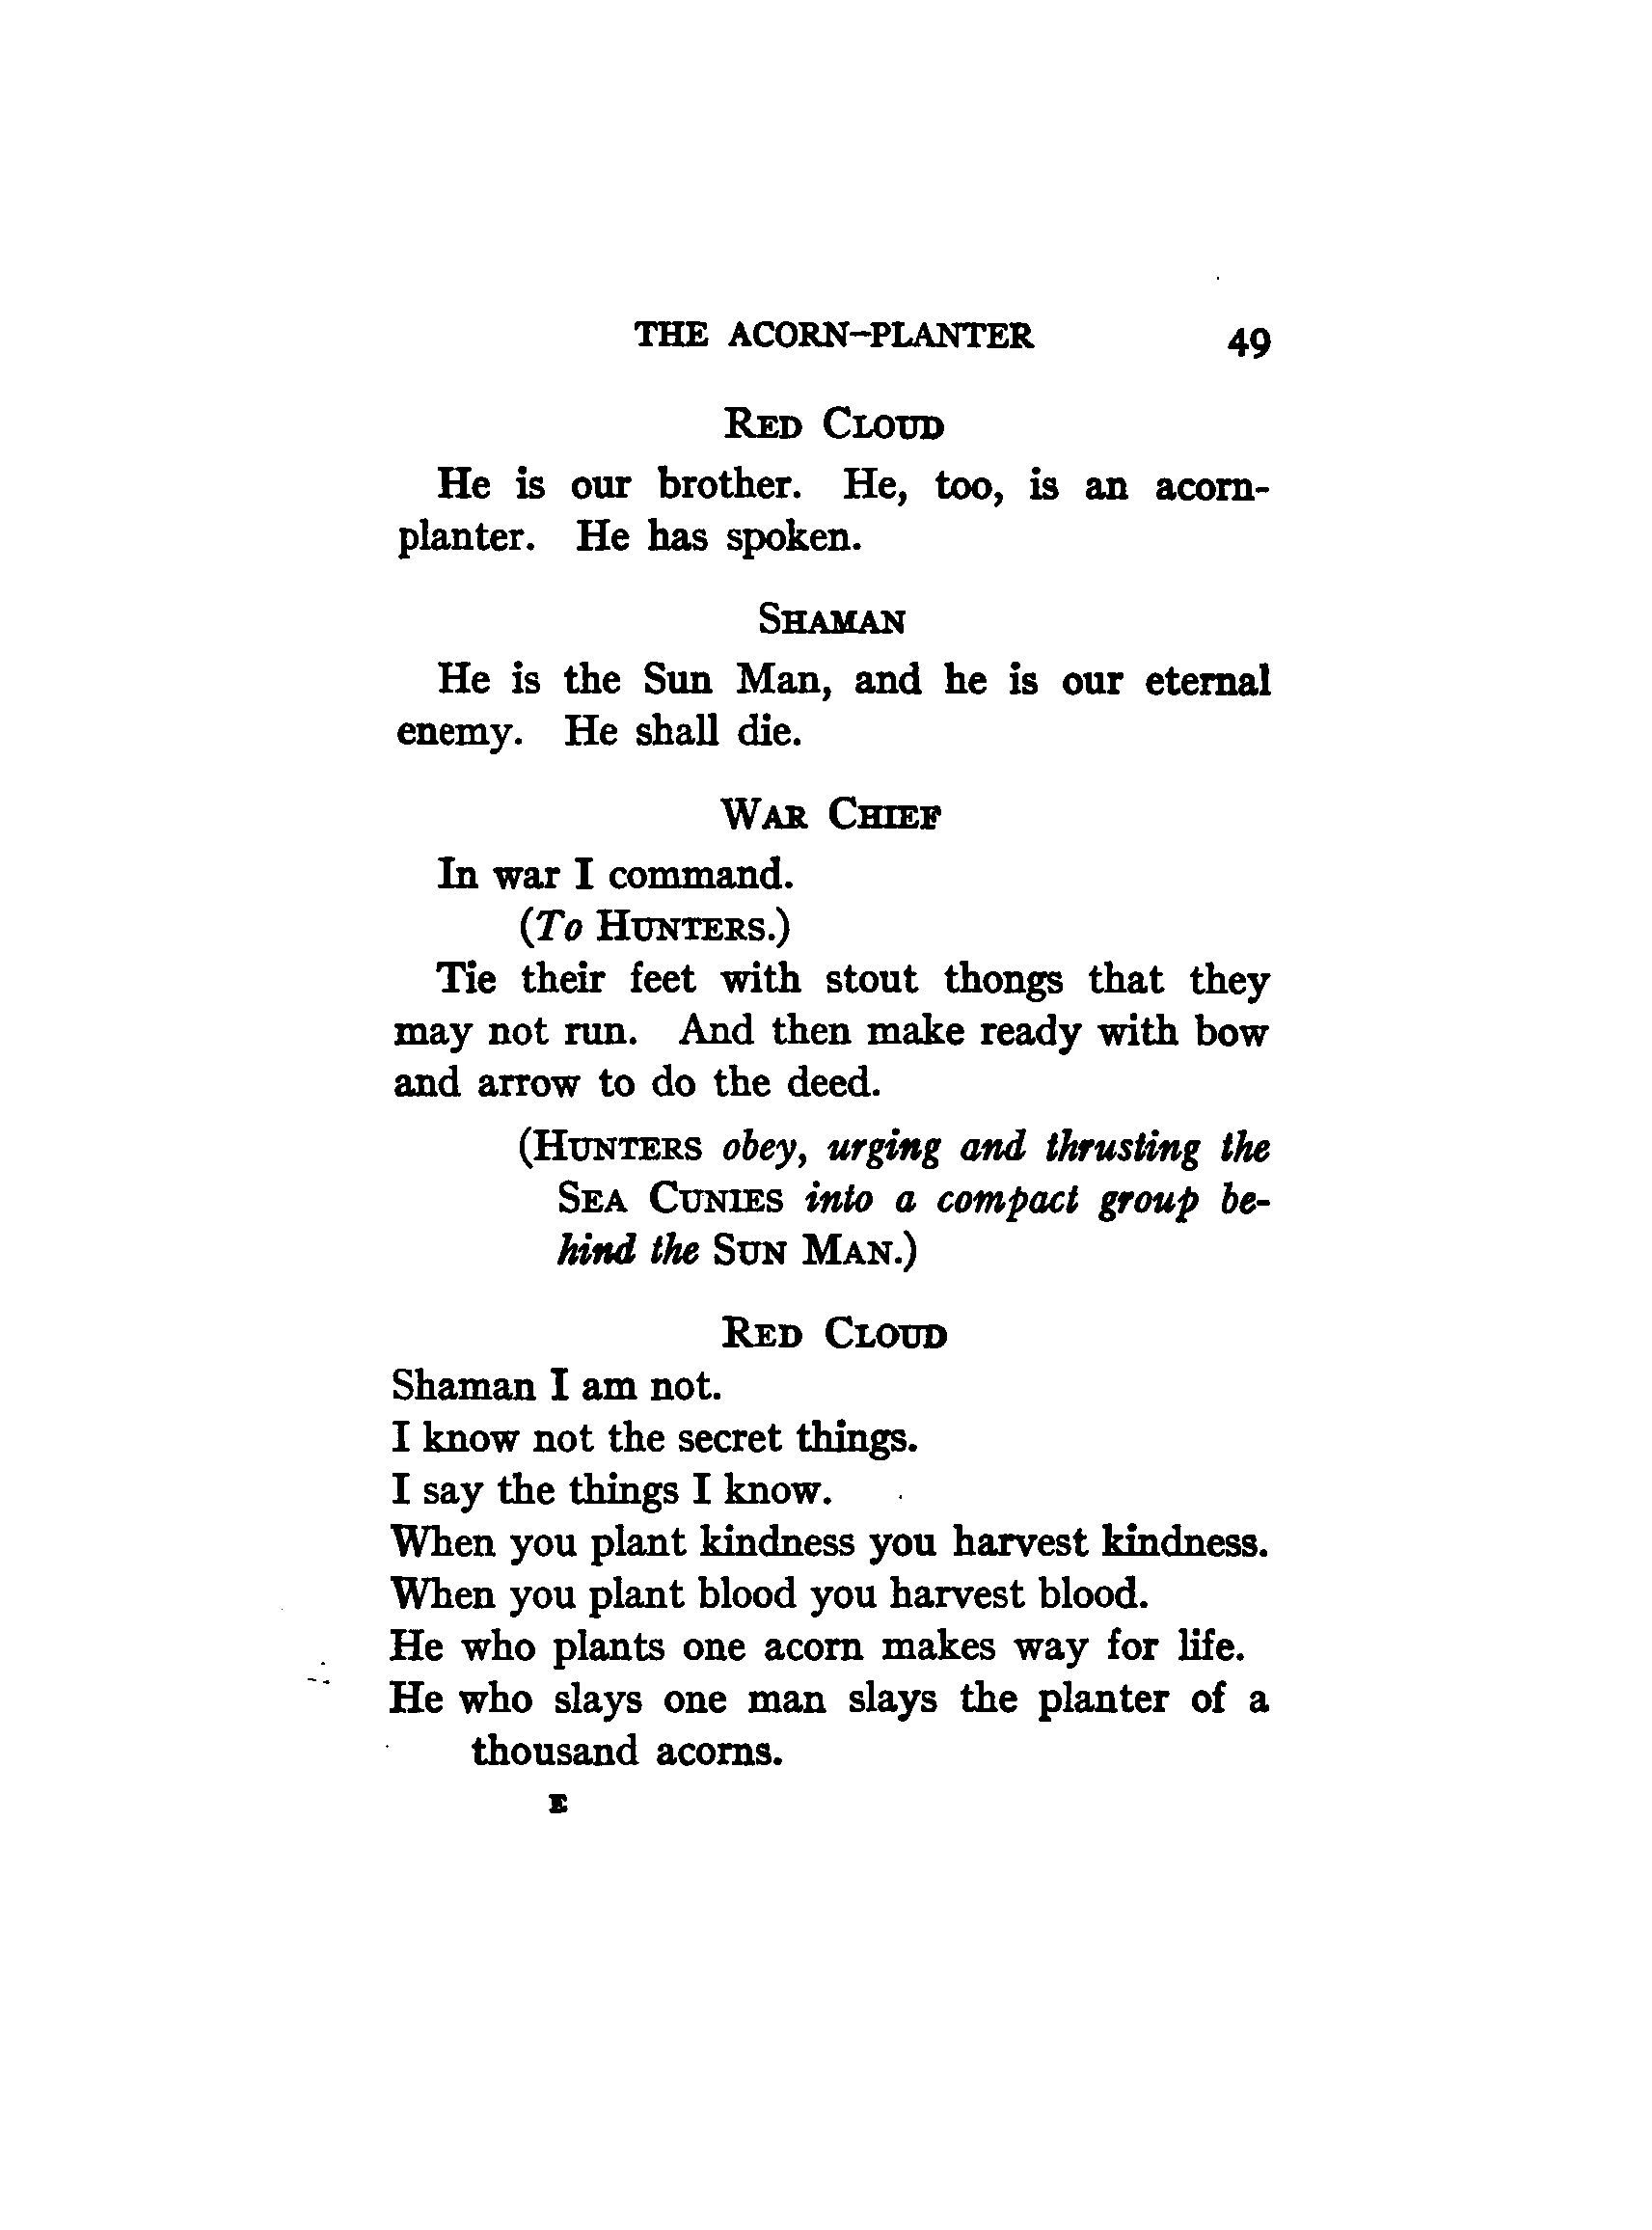 THE ACORN-PLANTER 49
RED CLOUD
He is our brother. He, too, is an acorn-
planter. He has spoken.
SHAMAN
He is the Sun Man, and he is our eternal
enemy. He shall die.
WAR CHIEF
In war I command.
(To HUNTERS.)
Tie their feet with stout thongs that they
may not run. And then make ready with bow
and arrow to do the deed.
(HUNTERS obey, urging and thrusting the
SEA CUNIES into a compact group be-
hind the SUN MAN.)
RED CLOUD
Shaman I am not.
I know not the secret things.
I say the things I know.
When you plant kindness you harvest kindness.
When you plant blood you harvest blood.
He who plants one acorn makes way for life.
He who slays one man slays the planter of a
thousand acorns.
E